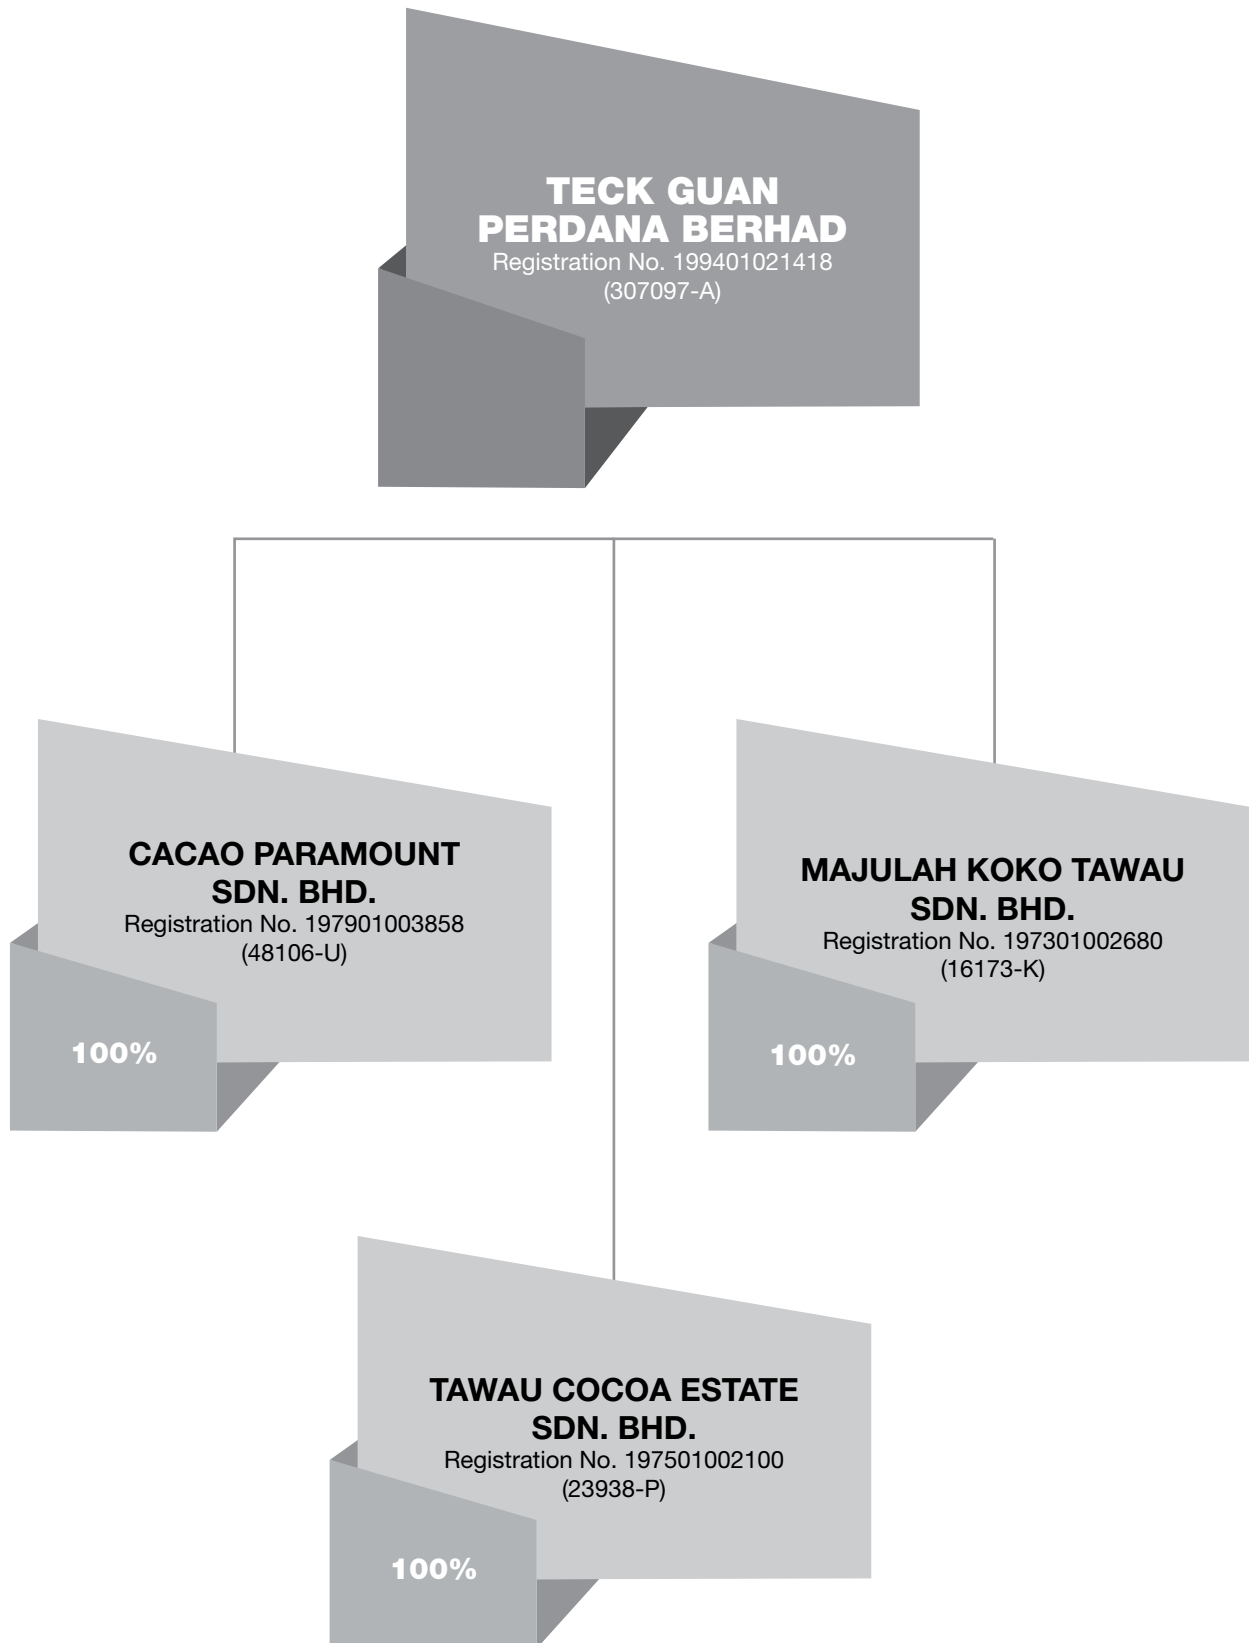 TECK GUAN
PERDANA BERHAD
Registration No. 199401021418
(307097-A)
CACAO PARAMOUNT
SDN. BHD.
Registration No. 197901003858
(48106-U)
100%
MAJULAH KOKO TAWAU
SDN. BHD.
Registration No. 197301002680
(16173-K)
100%
TAWAU COCOA ESTATE
SDN. BHD.
Registration No. 197501002100
(23938-P)
100%